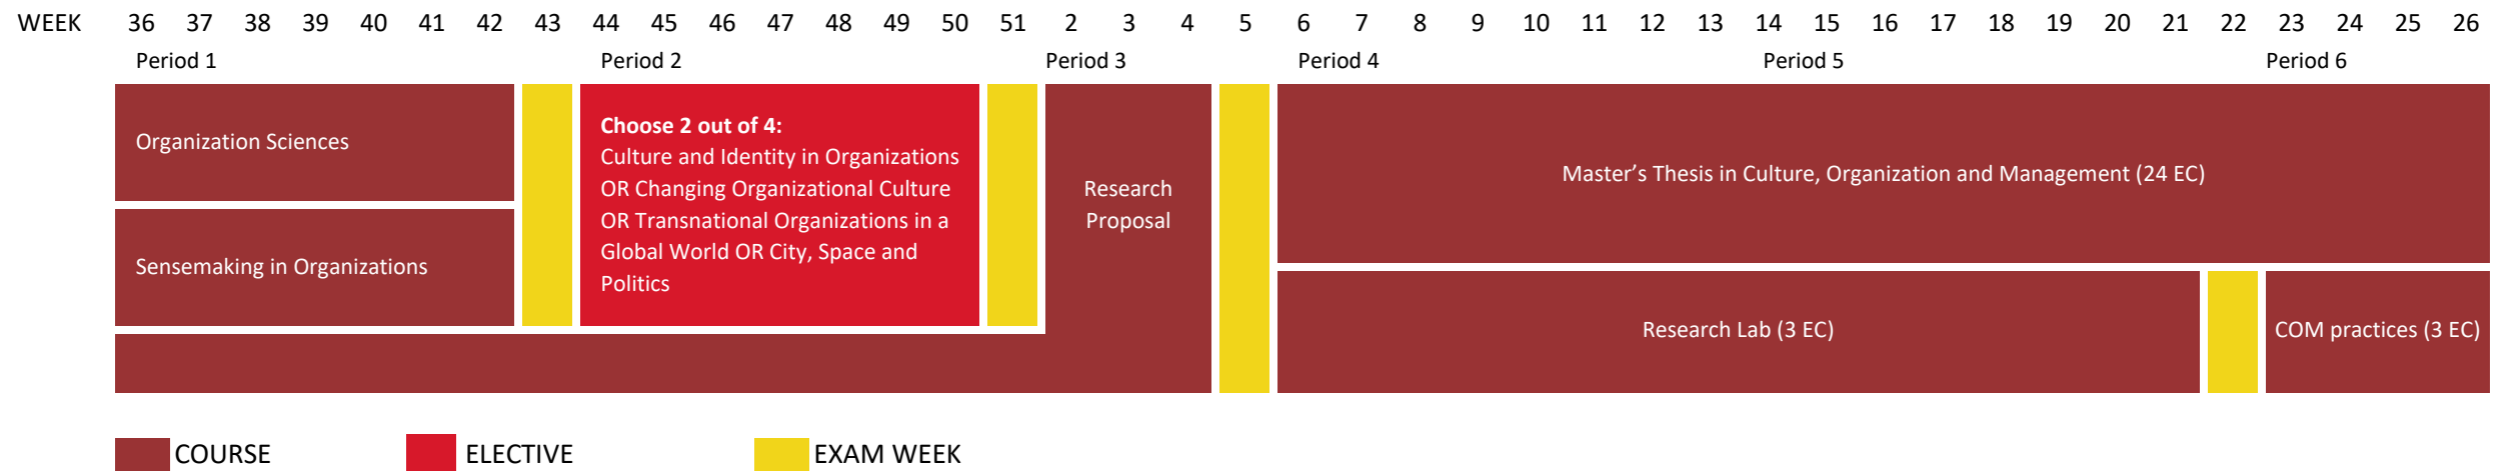 WEEK 36 37 38 39 40 41 42 43 44 45 46 47 48 49 50 51 2 3 4 5 6 7 8 9 10 11 12 13 14 15 16 17 18 19 20 21 22 23 24 25 26
Period 1 Period 2 Period 3 Period 4 Period 5 Period 6
Organization Sciences
Sensemaking in Organizations
Choose 2 out of 4:
Culture and Identity in Organizations
OR Changing Organizational Culture
OR Transnational Organizations in a
Global World OR City, Space and
Politics
Research
Proposal
Master’s Thesis in Culture, Organization and Management (24 EC)
Research Lab (3 EC)
COM practices (3 EC)
COURSE ELECTIVE EXAM WEEK